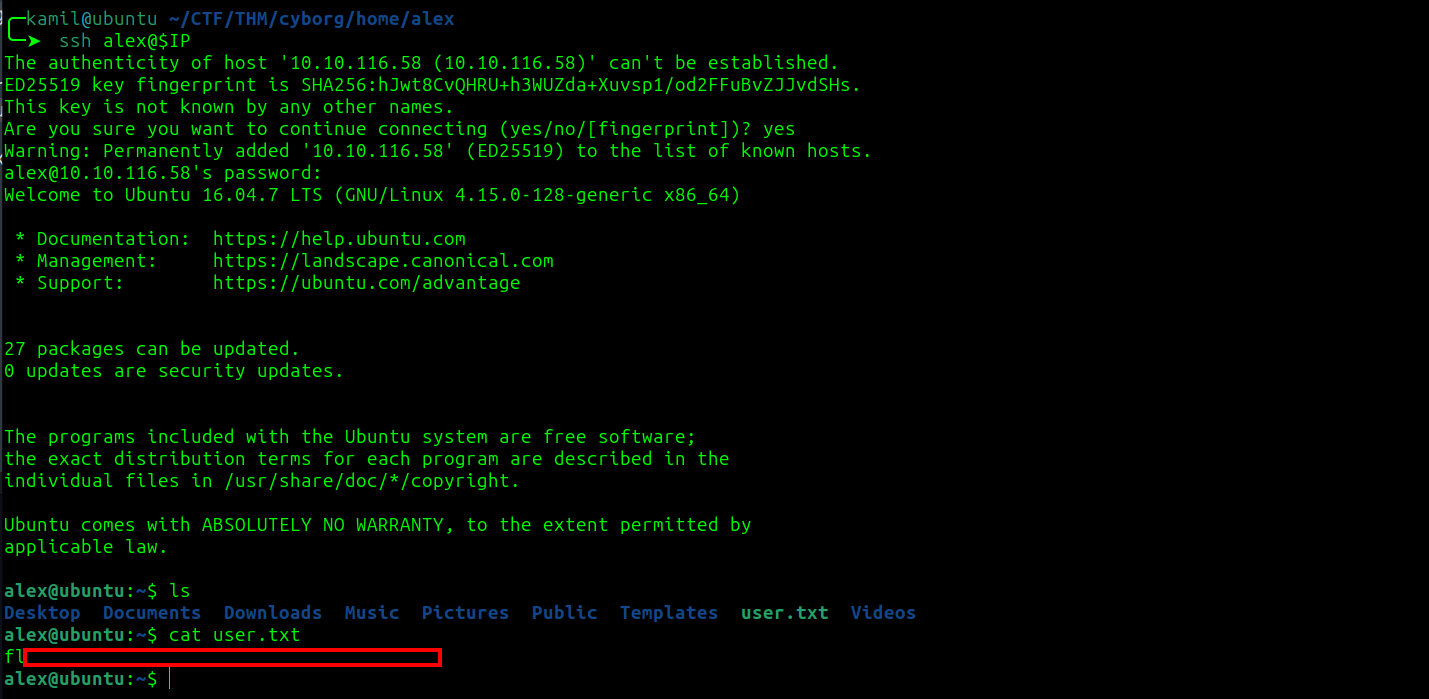 kamil@ubuntu ~/CTF/THM/cyborg/home/alex
ssh alex@$IP
The authenticity of host '10.10.116.58 (10.10.116.58)' can't be established.
ED25519 key fingerprint is SHA256:hJwt8CvQHRU+h3WUZda+Xuvsp1/od2FFuBvZJJvdSHs.
This key is not known by any other names.
Are you sure you want to continue connecting (yes/no/[fingerprint])? yes
Warning: Permanently added '10.10.116.58' (ED25519) to the list of known hosts.
alex@10.10.116.58's password:
Welcome to Ubuntu 16.04.7 LTS (GNU/Linux 4.15.0-128-generic x86_64)
* Documentation: https://help.ubuntu.com
* Management: https://landscape.canonical.com
* Support: https://ubuntu.com/advantage
27 packages can be updated.
0 updates are security updates.
The programs included with the Ubuntu system are free software;
the exact distribution terms for each program are described in the
individual files in /usr/share/doc/*/copyright.
Ubuntu comes with ABSOLUTELY NO WARRANTY, to the extent permitted by
applicable law.
alex@ubuntu:~$ ls
Desktop Documents Downloads Music Pictures Public Templates user.txt Videos
alex@ubuntu:~$ cat user.txt
fl
alex@ubuntu:~$